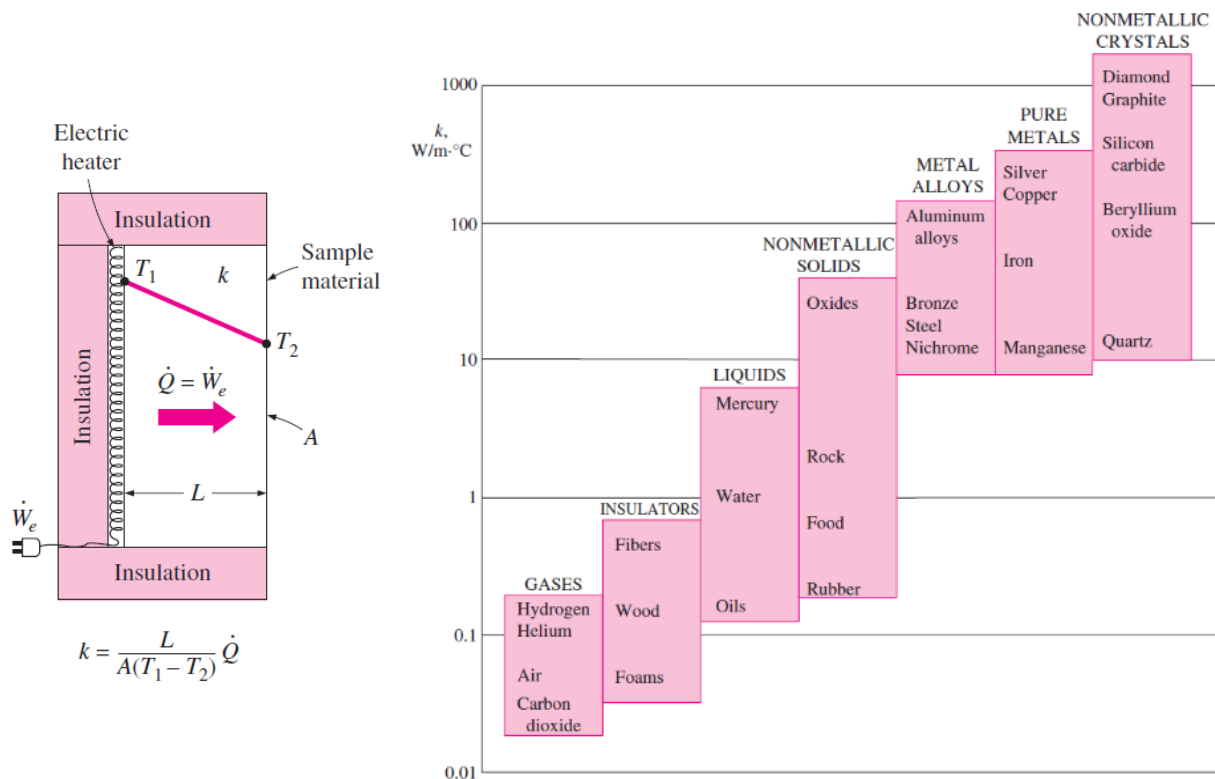 Electric
heater
Insulation
T₁
k
Sample
material
T₂
Insulation
Q̇ = Ẇₑ
A
L
Ẇₑ
Insulation
k = L / A(T₁ – T₂) Q̇
1000
k,
W/m·°C
100
10
1
0.1
0.01
GASES
Hydrogen
Helium
Air
Carbon
dioxide
INSULATORS
Fibers
Wood
Foams
LIQUIDS
Mercury
Water
Oils
NONMETALLIC
SOLIDS
Oxides
Rock
Food
Rubber
METAL
ALLOYS
Aluminum
alloys
Bronze
Steel
Nichrome
PURE
METALS
Silver
Copper
Iron
Manganese
NONMETALLIC
CRYSTALS
Diamond
Graphite
Silicon
carbide
Beryllium
oxide
Quartz